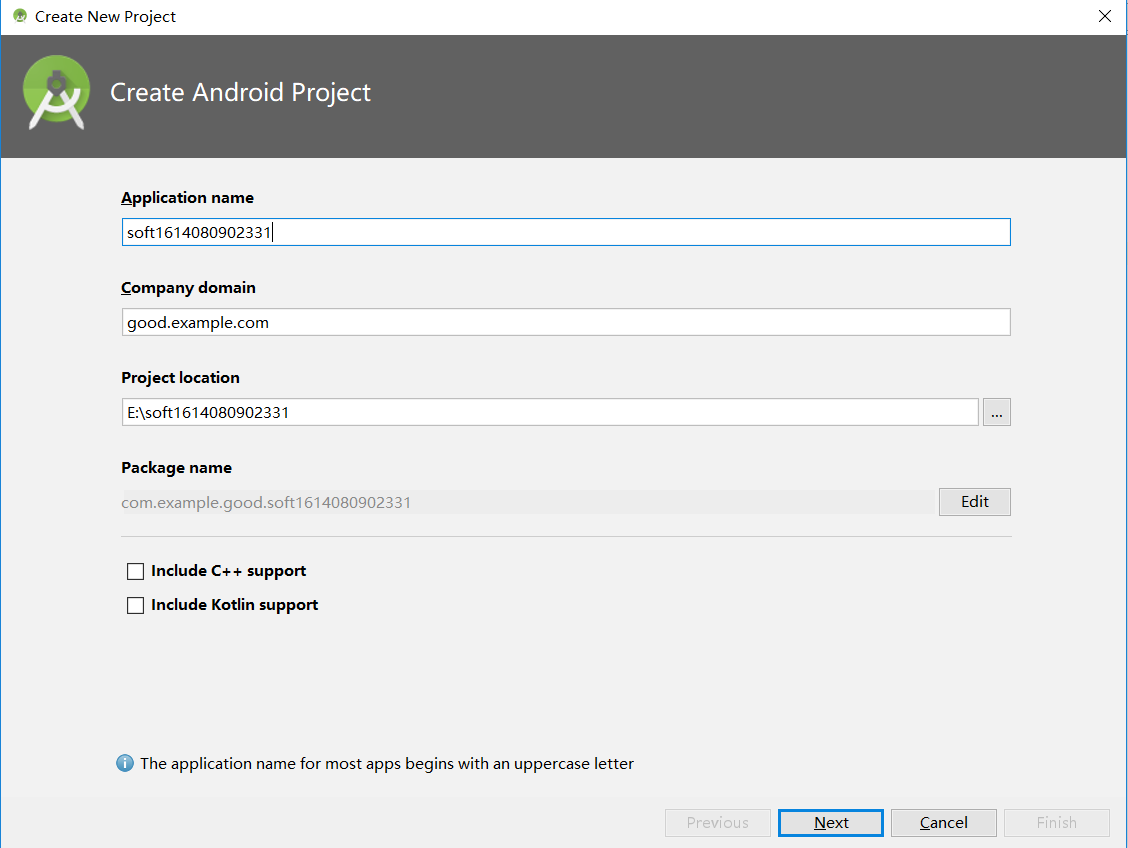 Create New Project
Create Android Project
Application name
soft1614080902331
Company domain
good.example.com
Project location
E:\soft1614080902331
...
Package name
com.example.good.soft1614080902331
Edit
Include C++ support
Include Kotlin support
The application name for most apps begins with an uppercase letter
Previous
Next
Cancel
Finish